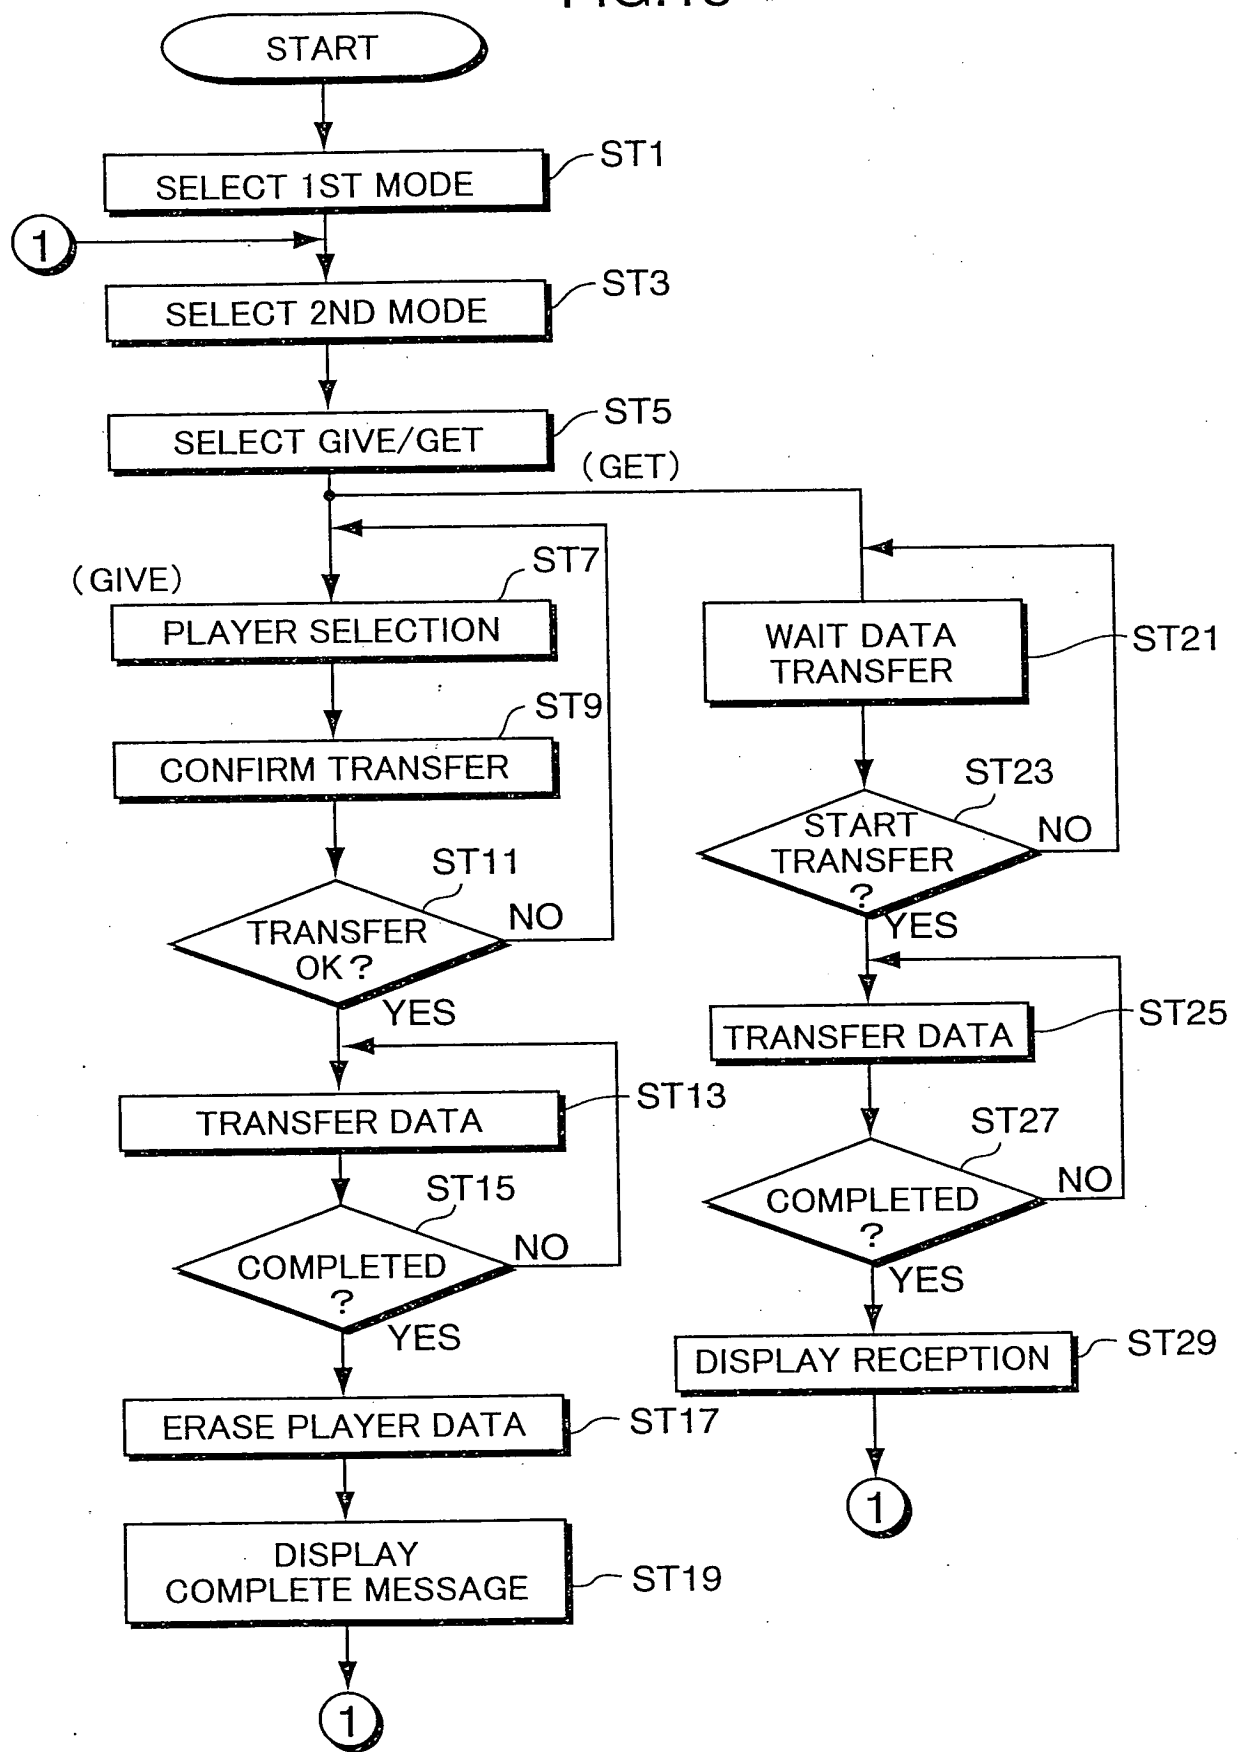 START
SELECT 1ST MODE
ST1
1
SELECT 2ND MODE
ST3
SELECT GIVE/GET
ST5
(GET)
(GIVE)
PLAYER SELECTION
ST7
CONFIRM TRANSFER
ST9
TRANSFER
OK?
ST11
NO
YES
TRANSFER DATA
ST13
COMPLETED
?
ST15
NO
YES
ERASE PLAYER DATA
ST17
DISPLAY
COMPLETE MESSAGE
ST19
1
WAIT DATA
TRANSFER
ST21
START
TRANSFER
?
ST23
NO
YES
TRANSFER DATA
ST25
COMPLETED
?
ST27
NO
YES
DISPLAY RECEPTION
ST29
1